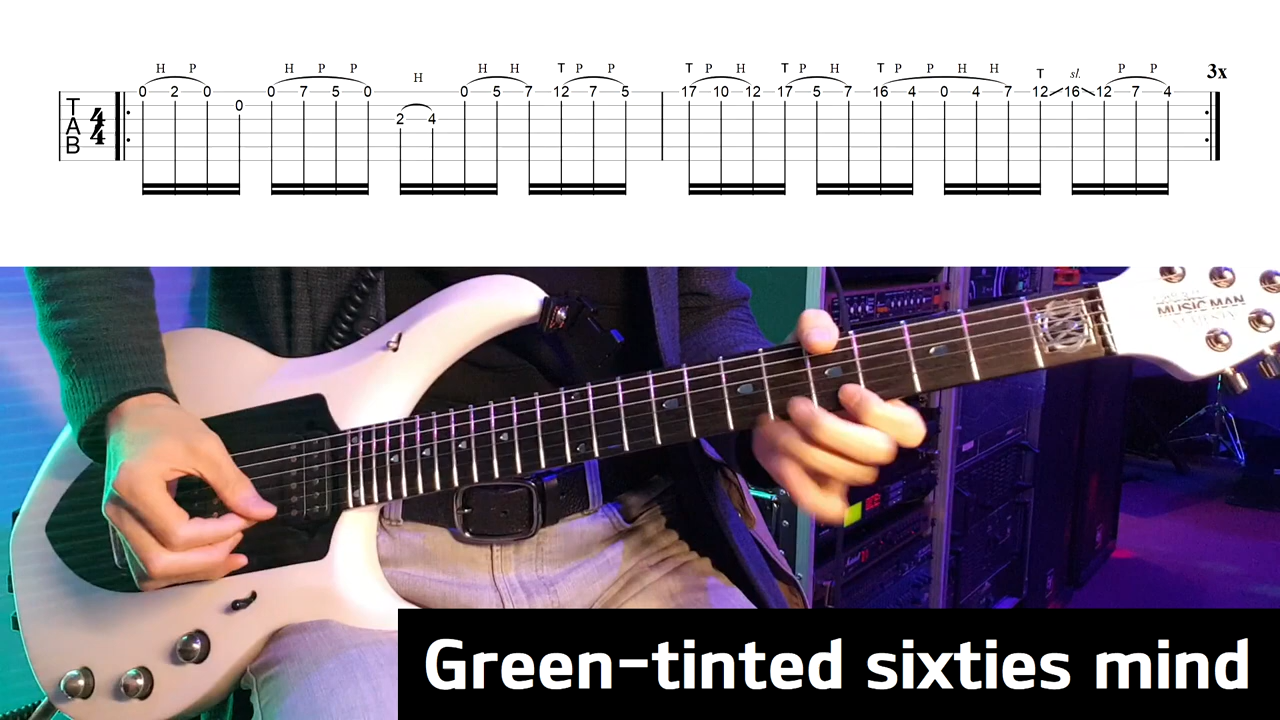 H P H P P H H H T P P T P H T P H T P P H H T sl. P P 3x
0 2 0 0 7 5 0 0 5 7 12 7 5 17 10 12 17 5 7 16 4 0 4 7 12 16 12 7 4
0
2 4
T
A
B
4
4
MUSIC MAN
Green-tinted sixties mind